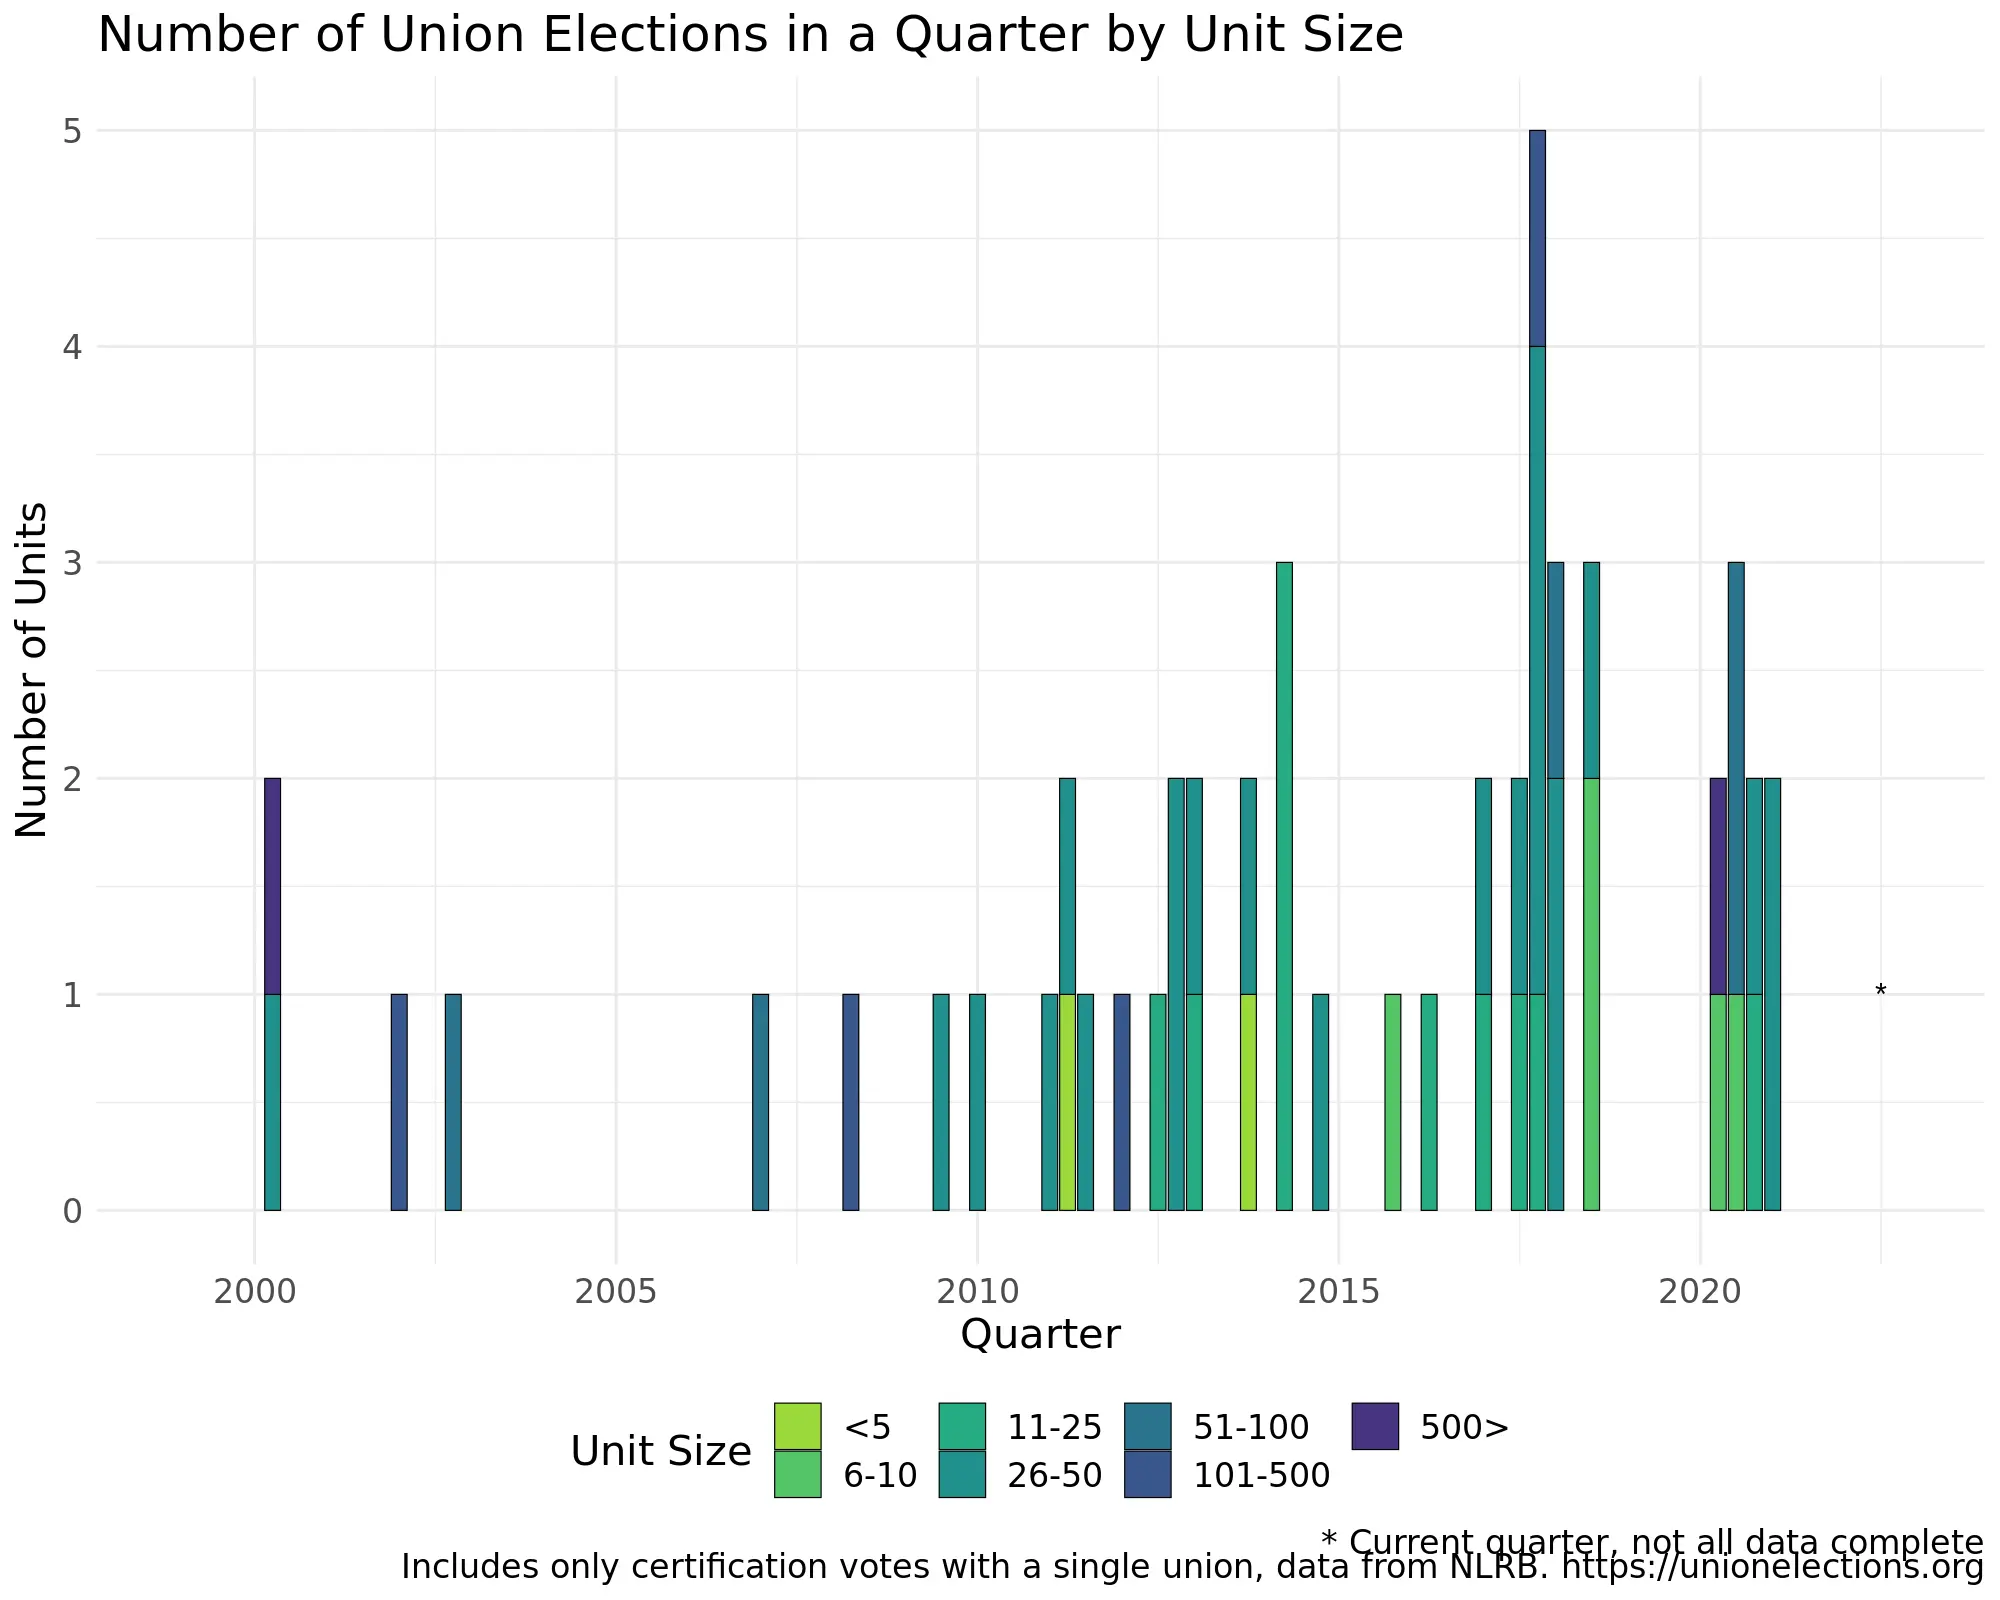 Number of Union Elections in a Quarter by Unit Size
Number of Units
5
4
3
2
1
0
*
2000 2005 2010 2015 2020
Quarter
Unit Size
<5 11-25 51-100 500>
6-10 26-50 101-500
* Current quarter, not all data complete
Includes only certification votes with a single union, data from NLRB. https://unionelections.org